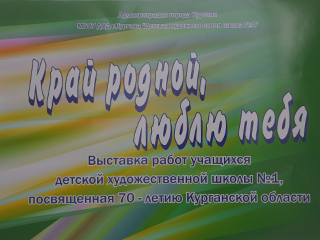 Администрация города Кургана
Край родной,
люблю тебя
Выставка работ учащихся
детской художественной школы №1,
посвященная 70 - летию Курганской области